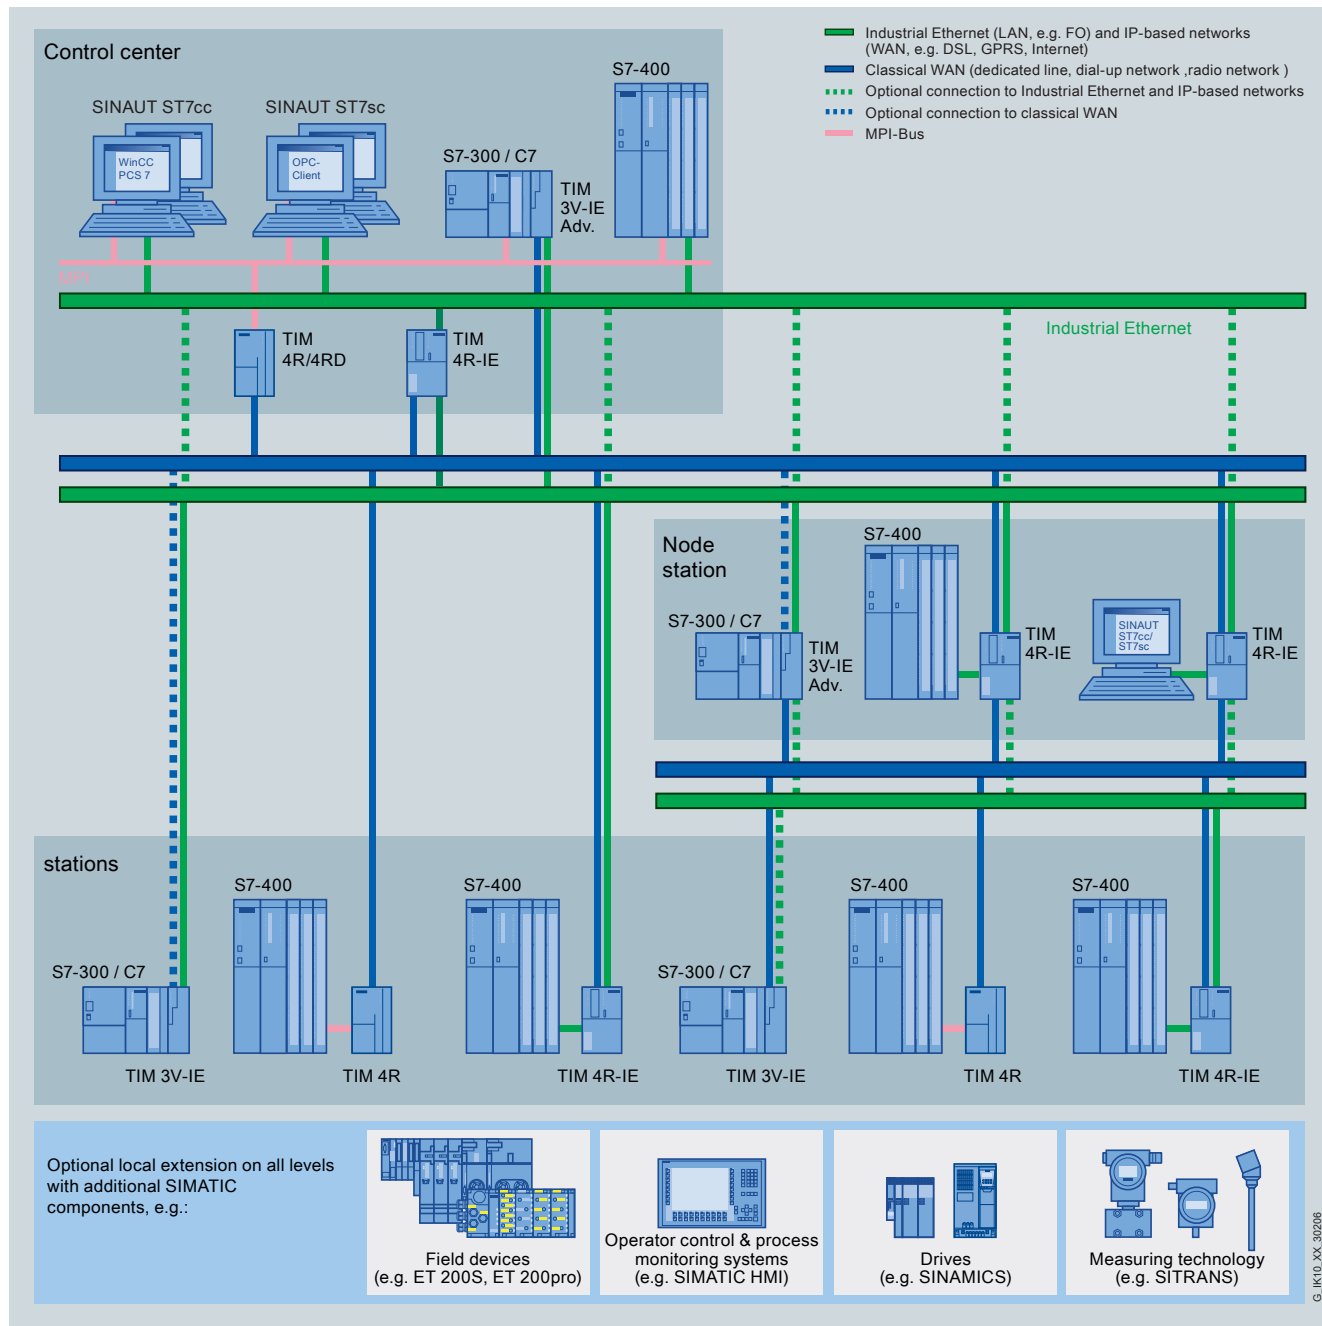 Control center
Industrial Ethernet (LAN, e.g. FO) and IP-based networks
(WAN, e.g. DSL, GPRS, Internet)
Classical WAN (dedicated line, dial-up network ,radio network )
Optional connection to Industrial Ethernet and IP-based networks
Optional connection to classical WAN
MPI-Bus
SINAUT ST7cc
SINAUT ST7sc
S7-400
WinCC
PCS 7
OPC-
Client
S7-300 / C7
TIM
3V-IE
Adv.
MPI
Industrial Ethernet
TIM
4R/4RD
TIM
4R-IE
Node
station
S7-400
S7-300 / C7
TIM
3V-IE
Adv.
TIM
4R-IE
SINAUT
ST7cc/
ST7sc
TIM
4R-IE
stations
S7-400
S7-400
S7-400
S7-400
S7-300 / C7
S7-300 / C7
TIM 3V-IE
TIM 4R
TIM 4R-IE
TIM 3V-IE
TIM 4R
TIM 4R-IE
Optional local extension on all levels
with additional SIMATIC
components, e.g.:
Field devices
(e.g. ET 200S, ET 200pro)
Operator control & process
monitoring systems
(e.g. SIMATIC HMI)
Drives
(e.g. SINAMICS)
Measuring technology
(e.g. SITRANS)
G_IK10_XX_30206